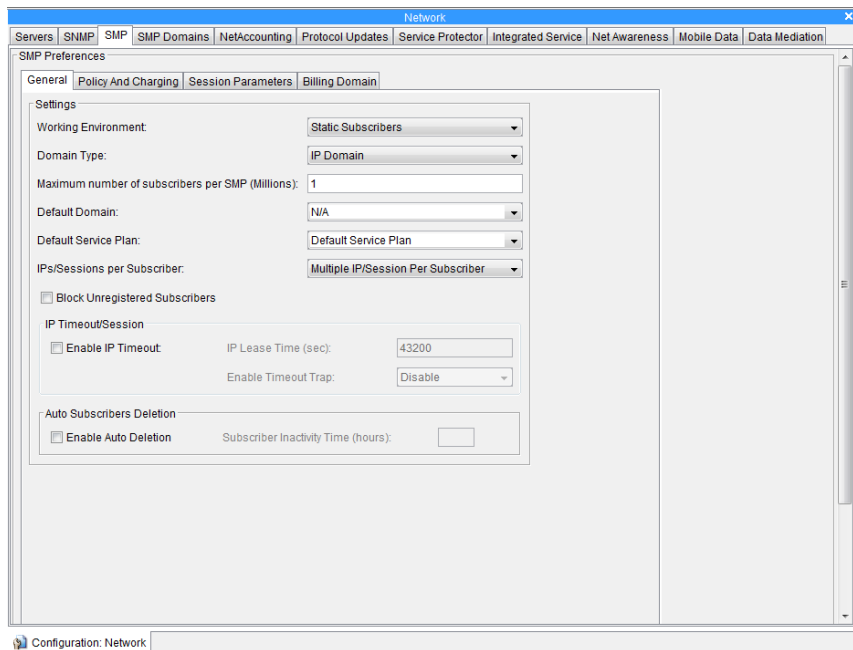 Network
Servers SNMP SMP SMP Domains NetAccounting Protocol Updates Service Protector Integrated Service Net Awareness Mobile Data Data Mediation
SMP Preferences
General Policy And Charging Session Parameters Billing Domain
Settings
Working Environment: Static Subscribers
Domain Type: IP Domain
Maximum number of subscribers per SMP (Millions): 1
Default Domain: N/A
Default Service Plan: Default Service Plan
IPs/Sessions per Subscriber: Multiple IP/Session Per Subscriber
Block Unregistered Subscribers
IP Timeout/Session
Enable IP Timeout: IP Lease Time (sec): 43200
Enable Timeout Trap: Disable
Auto Subscribers Deletion
Enable Auto Deletion Subscriber Inactivity Time (hours):
Configuration: Network